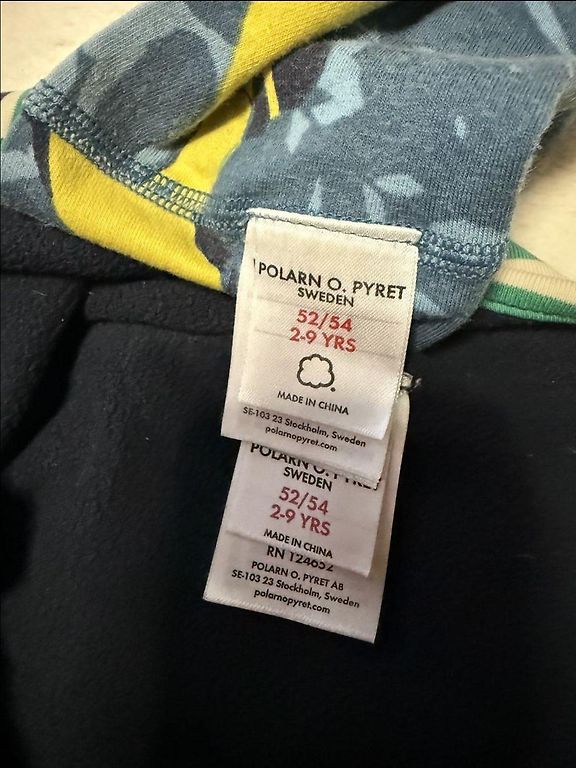 POLARN O. PYRET
SWEDEN
52/54
2-9 YRS
MADE IN CHINA
SE-103 23 Stockholm, Sweden
polarnopyret.com
POLARN O. PYRET
SWEDEN
52/54
2-9 YRS
MADE IN CHINA
RN 124652
POLARN O. PYRET AB
SE-103 23 Stockholm, Sweden
polarnopyret.com